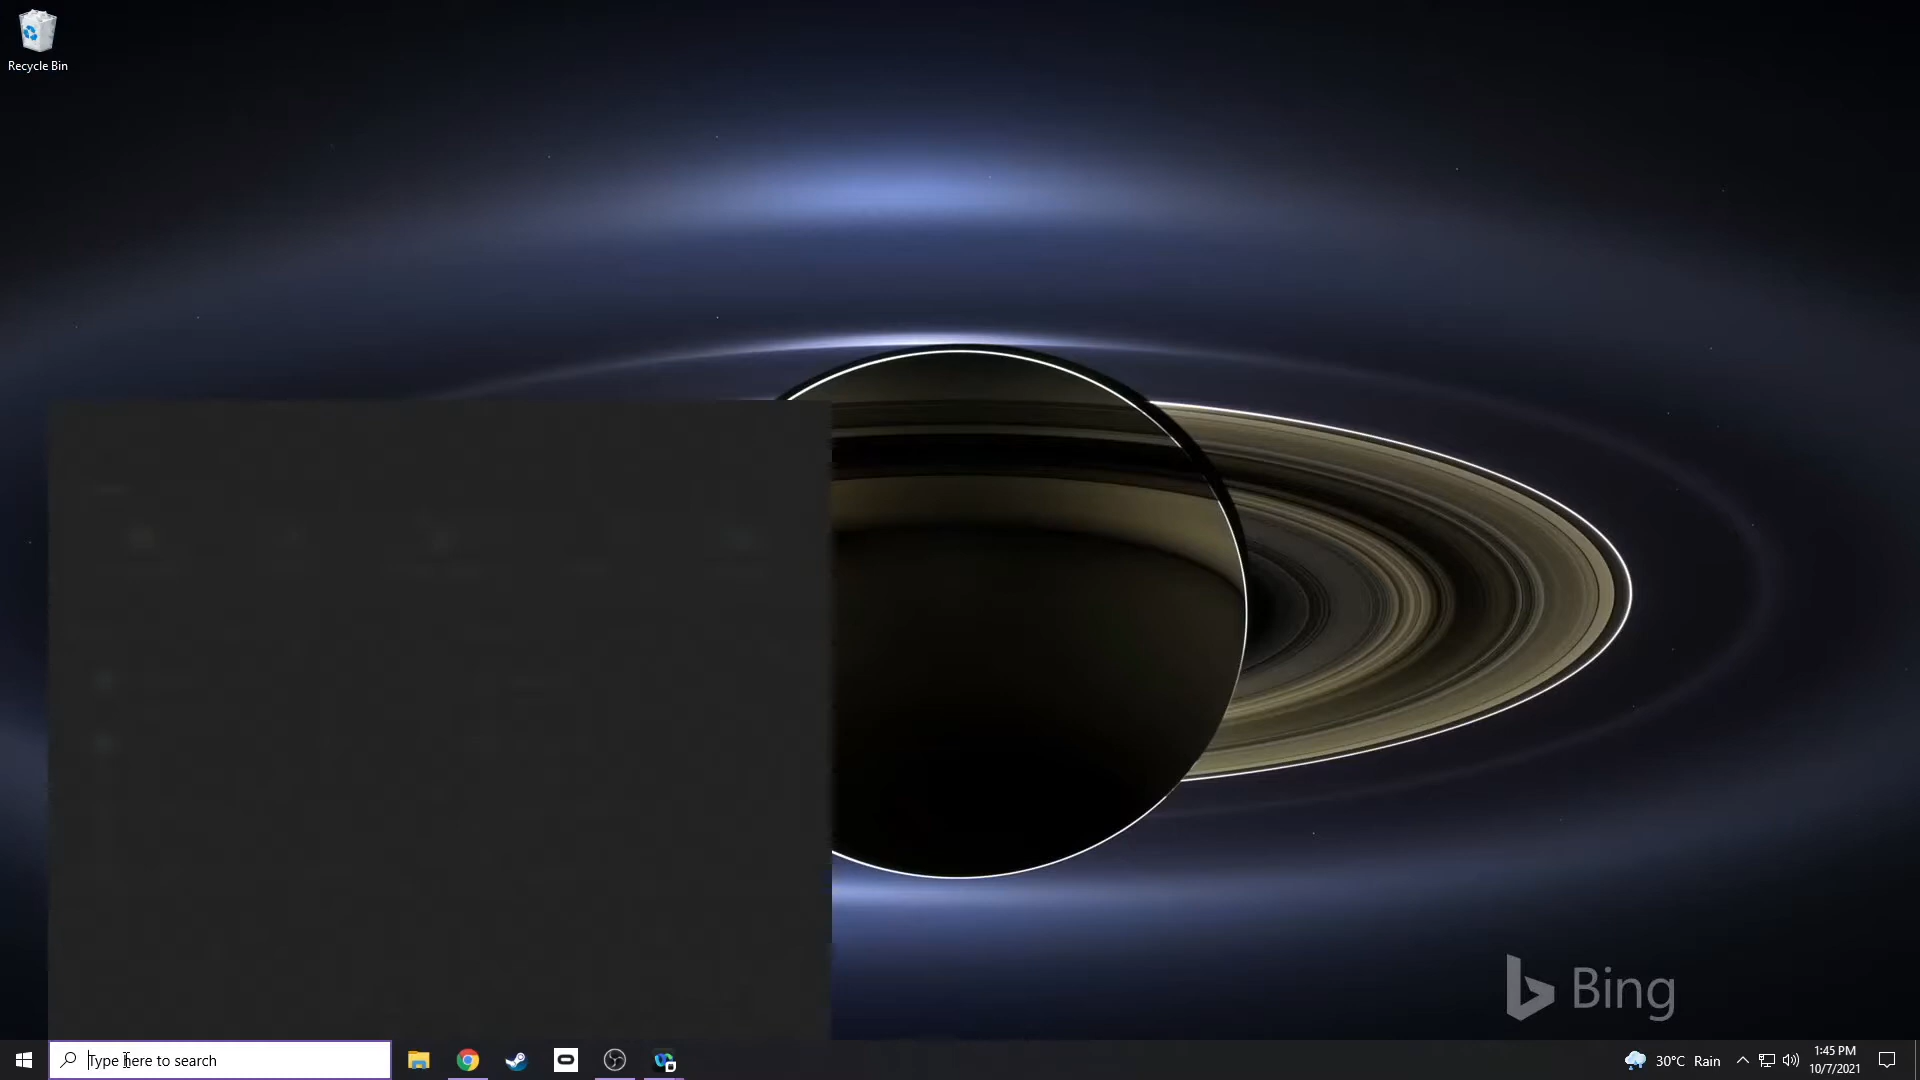 Recycle Bin
Bing
Type here to search
30°C Rain
1:45 PM
10/7/2021